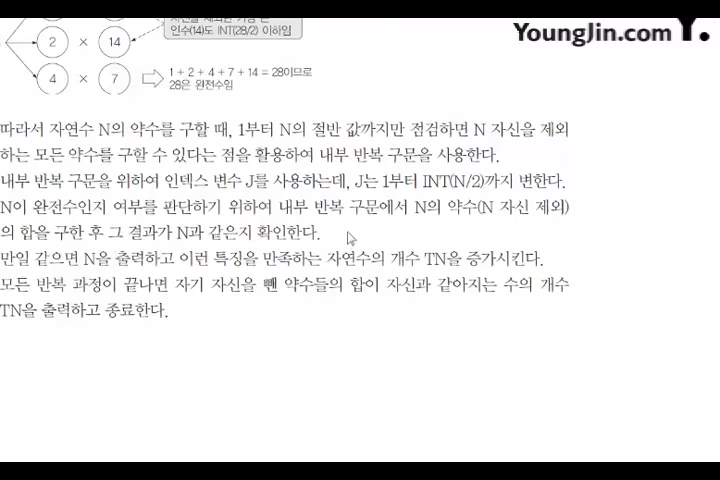 YoungJin.com Y.
인수(14)도 INT(28/2) 이하임
2 × 14
4 × 7
1 + 2 + 4 + 7 + 14 = 28이므로
28은 완전수임
따라서 자연수 N의 약수를 구할 때, 1부터 N의 절반 값까지만 점검하면 N 자신을 제외
하는 모든 약수를 구할 수 있다는 점을 활용하여 내부 반복 구문을 사용한다.
내부 반복 구문을 위하여 인덱스 변수 J를 사용하는데, J는 1부터 INT(N/2)까지 변한다.
N이 완전수인지 여부를 판단하기 위하여 내부 반복 구문에서 N의 약수(N 자신 제외)
의 합을 구한 후 그 결과가 N과 같은지 확인한다.
만일 같으면 N을 출력하고 이런 특징을 만족하는 자연수의 개수 TN을 증가시킨다.
모든 반복 과정이 끝나면 자기 자신을 뺀 약수들의 합이 자신과 같아지는 수의 개수
TN을 출력하고 종료한다.